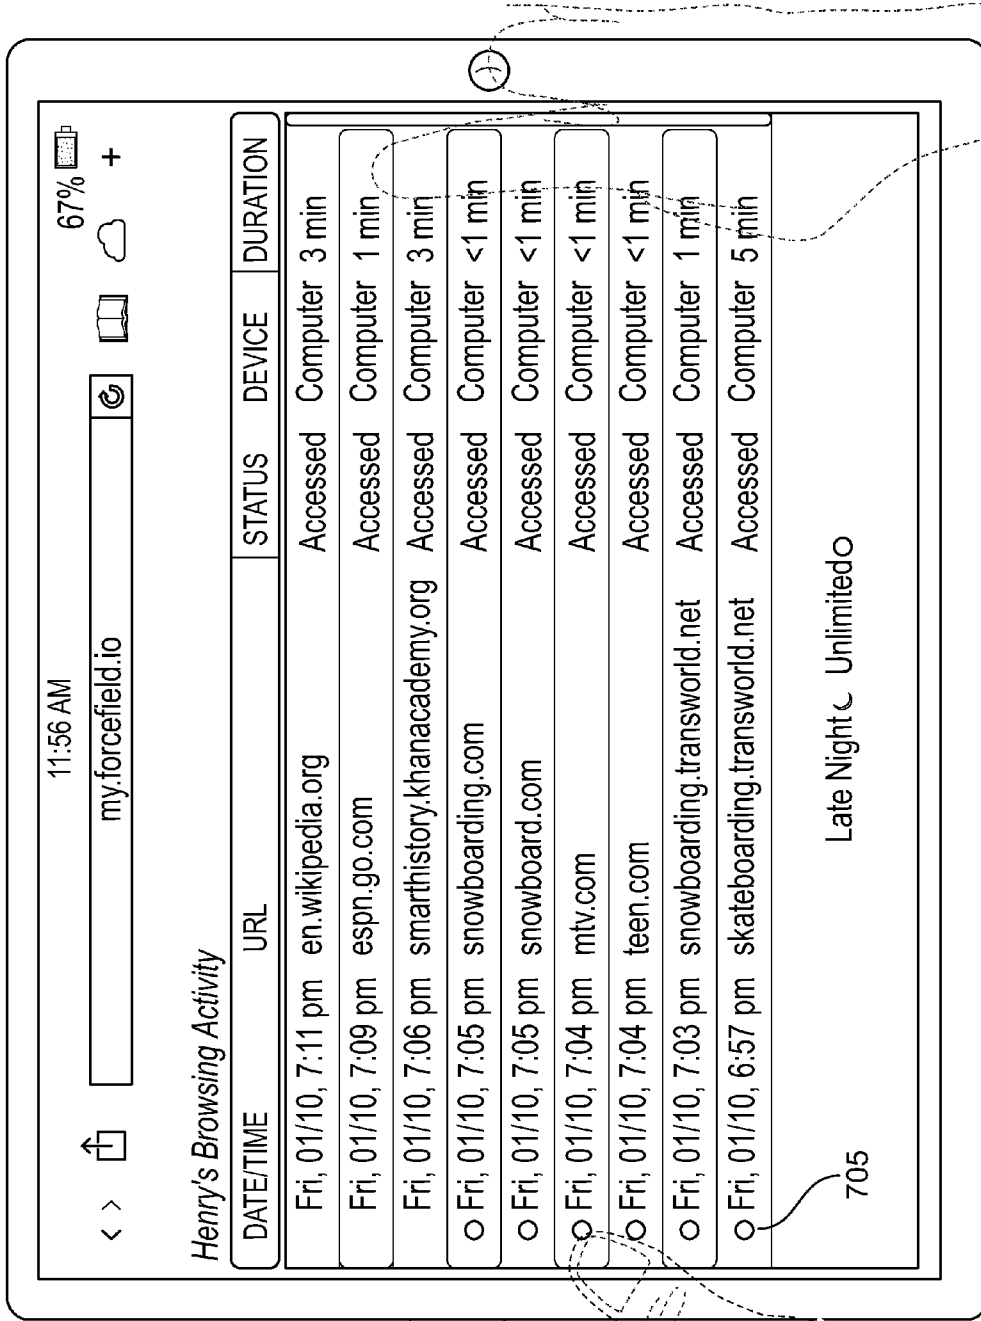 11:56 AM 67%
< > my.forcefield.io +
Henry's Browsing Activity
DATE/TIME URL STATUS DEVICE DURATION
Fri, 01/10, 7:11 pm en.wikipedia.org Accessed Computer 3 min
Fri, 01/10, 7:09 pm espn.go.com Accessed Computer 1 min
Fri, 01/10, 7:06 pm smarthistory.khanacademy.org Accessed Computer 3 min
Fri, 01/10, 7:05 pm snowboarding.com Accessed Computer <1 min
Fri, 01/10, 7:05 pm snowboard.com Accessed Computer <1 min
Fri, 01/10, 7:04 pm mtv.com Accessed Computer <1 min
Fri, 01/10, 7:04 pm teen.com Accessed Computer <1 min
Fri, 01/10, 7:03 pm snowboarding.transworld.net Accessed Computer 1 min
Fri, 01/10, 6:57 pm skateboarding.transworld.net Accessed Computer 5 min
705
Late Night Unlimited